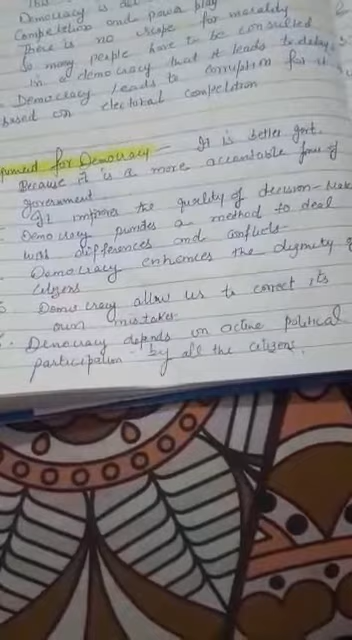 This
Democracy is all
Competition and power play
There is no scope for morality
So many people have to be consulted
in a democracy that it leads to delays
Democracy leads to corruption for it
based on electoral competition
for Democracy - It is better govt.
Because it is a more accountable form of
government
It improves the quality of decision-
Democracy provides a method to deal
differences and conflicts-
Democracy enhances the dignity of
citizens
Democracy allow us to correct its
own mistakes.
Democracy depends on active political
participation - by all the citizens.